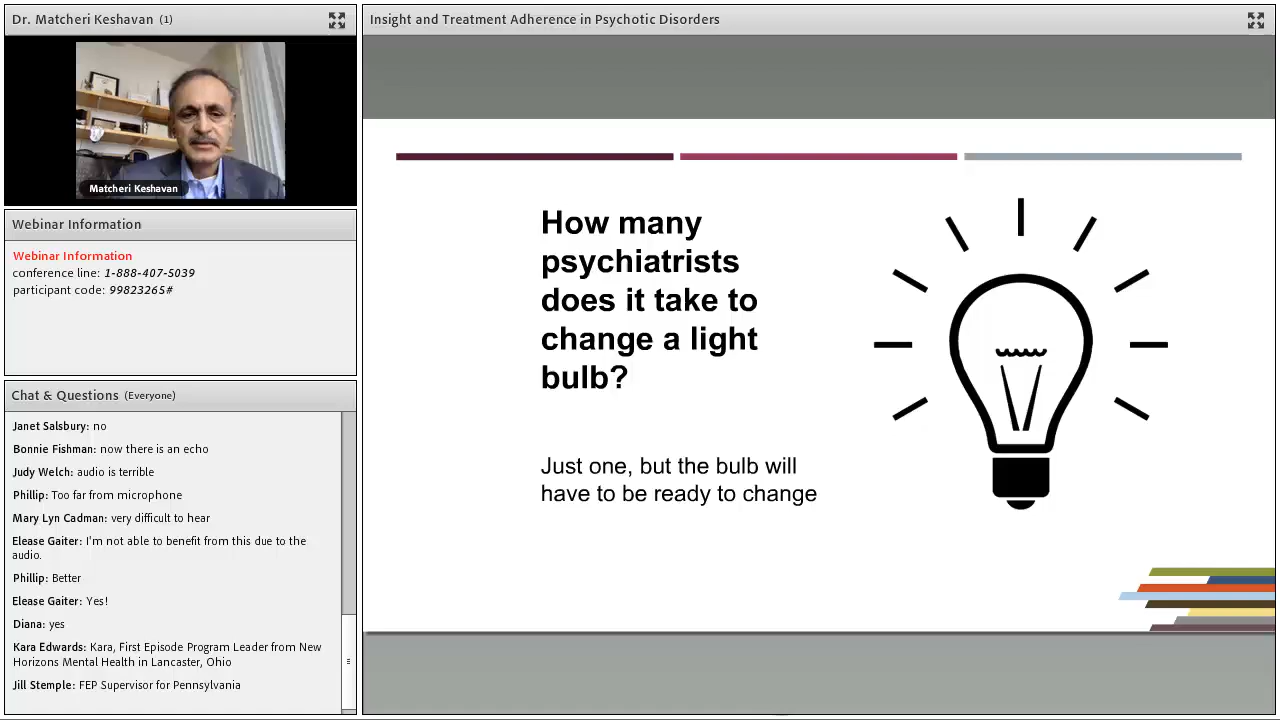 Dr. Matcheri Keshavan (1)
Matcheri Keshavan
Webinar Information
Webinar Information
conference line: 1-888-407-5039
participant code: 99823265#
Chat & Questions (Everyone)
Janet Salsbury: no
Bonnie Fishman: now there is an echo
Judy Welch: audio is terrible
Phillip: Too far from microphone
Mary Lyn Cadman: very difficult to hear
Elease Gaiter: I'm not able to benefit from this due to the
audio.
Phillip: Better
Elease Gaiter: Yes!
Diana: yes
Kara Edwards: Kara, First Episode Program Leader from New
Horizons Mental Health in Lancaster, Ohio
Jill Stemple: FEP Supervisor for Pennsylvania
Insight and Treatment Adherence in Psychotic Disorders
How many
psychiatrists
does it take to
change a light
bulb?
Just one, but the bulb will
have to be ready to change